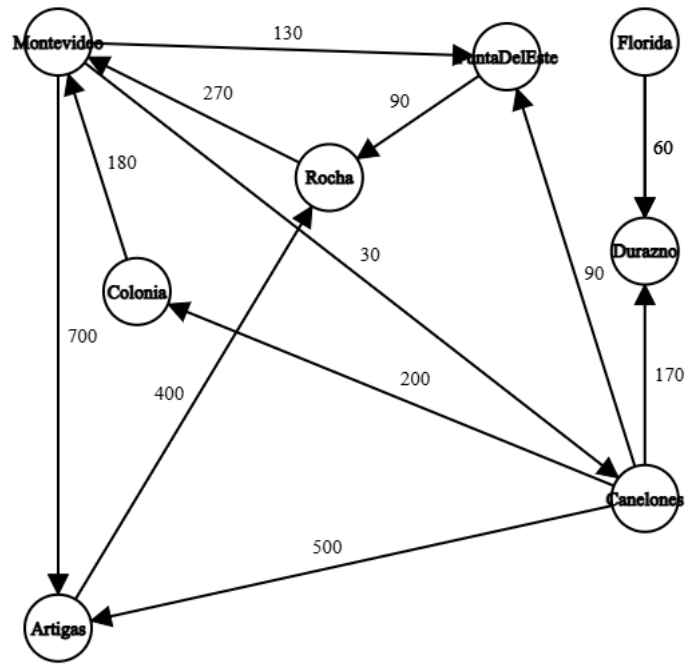 Montevideo
130
PuntaDelEste
Florida
270
90
60
180
Rocha
30
Durazno
Colonia
90
700
200
170
400
Canelones
500
Artigas